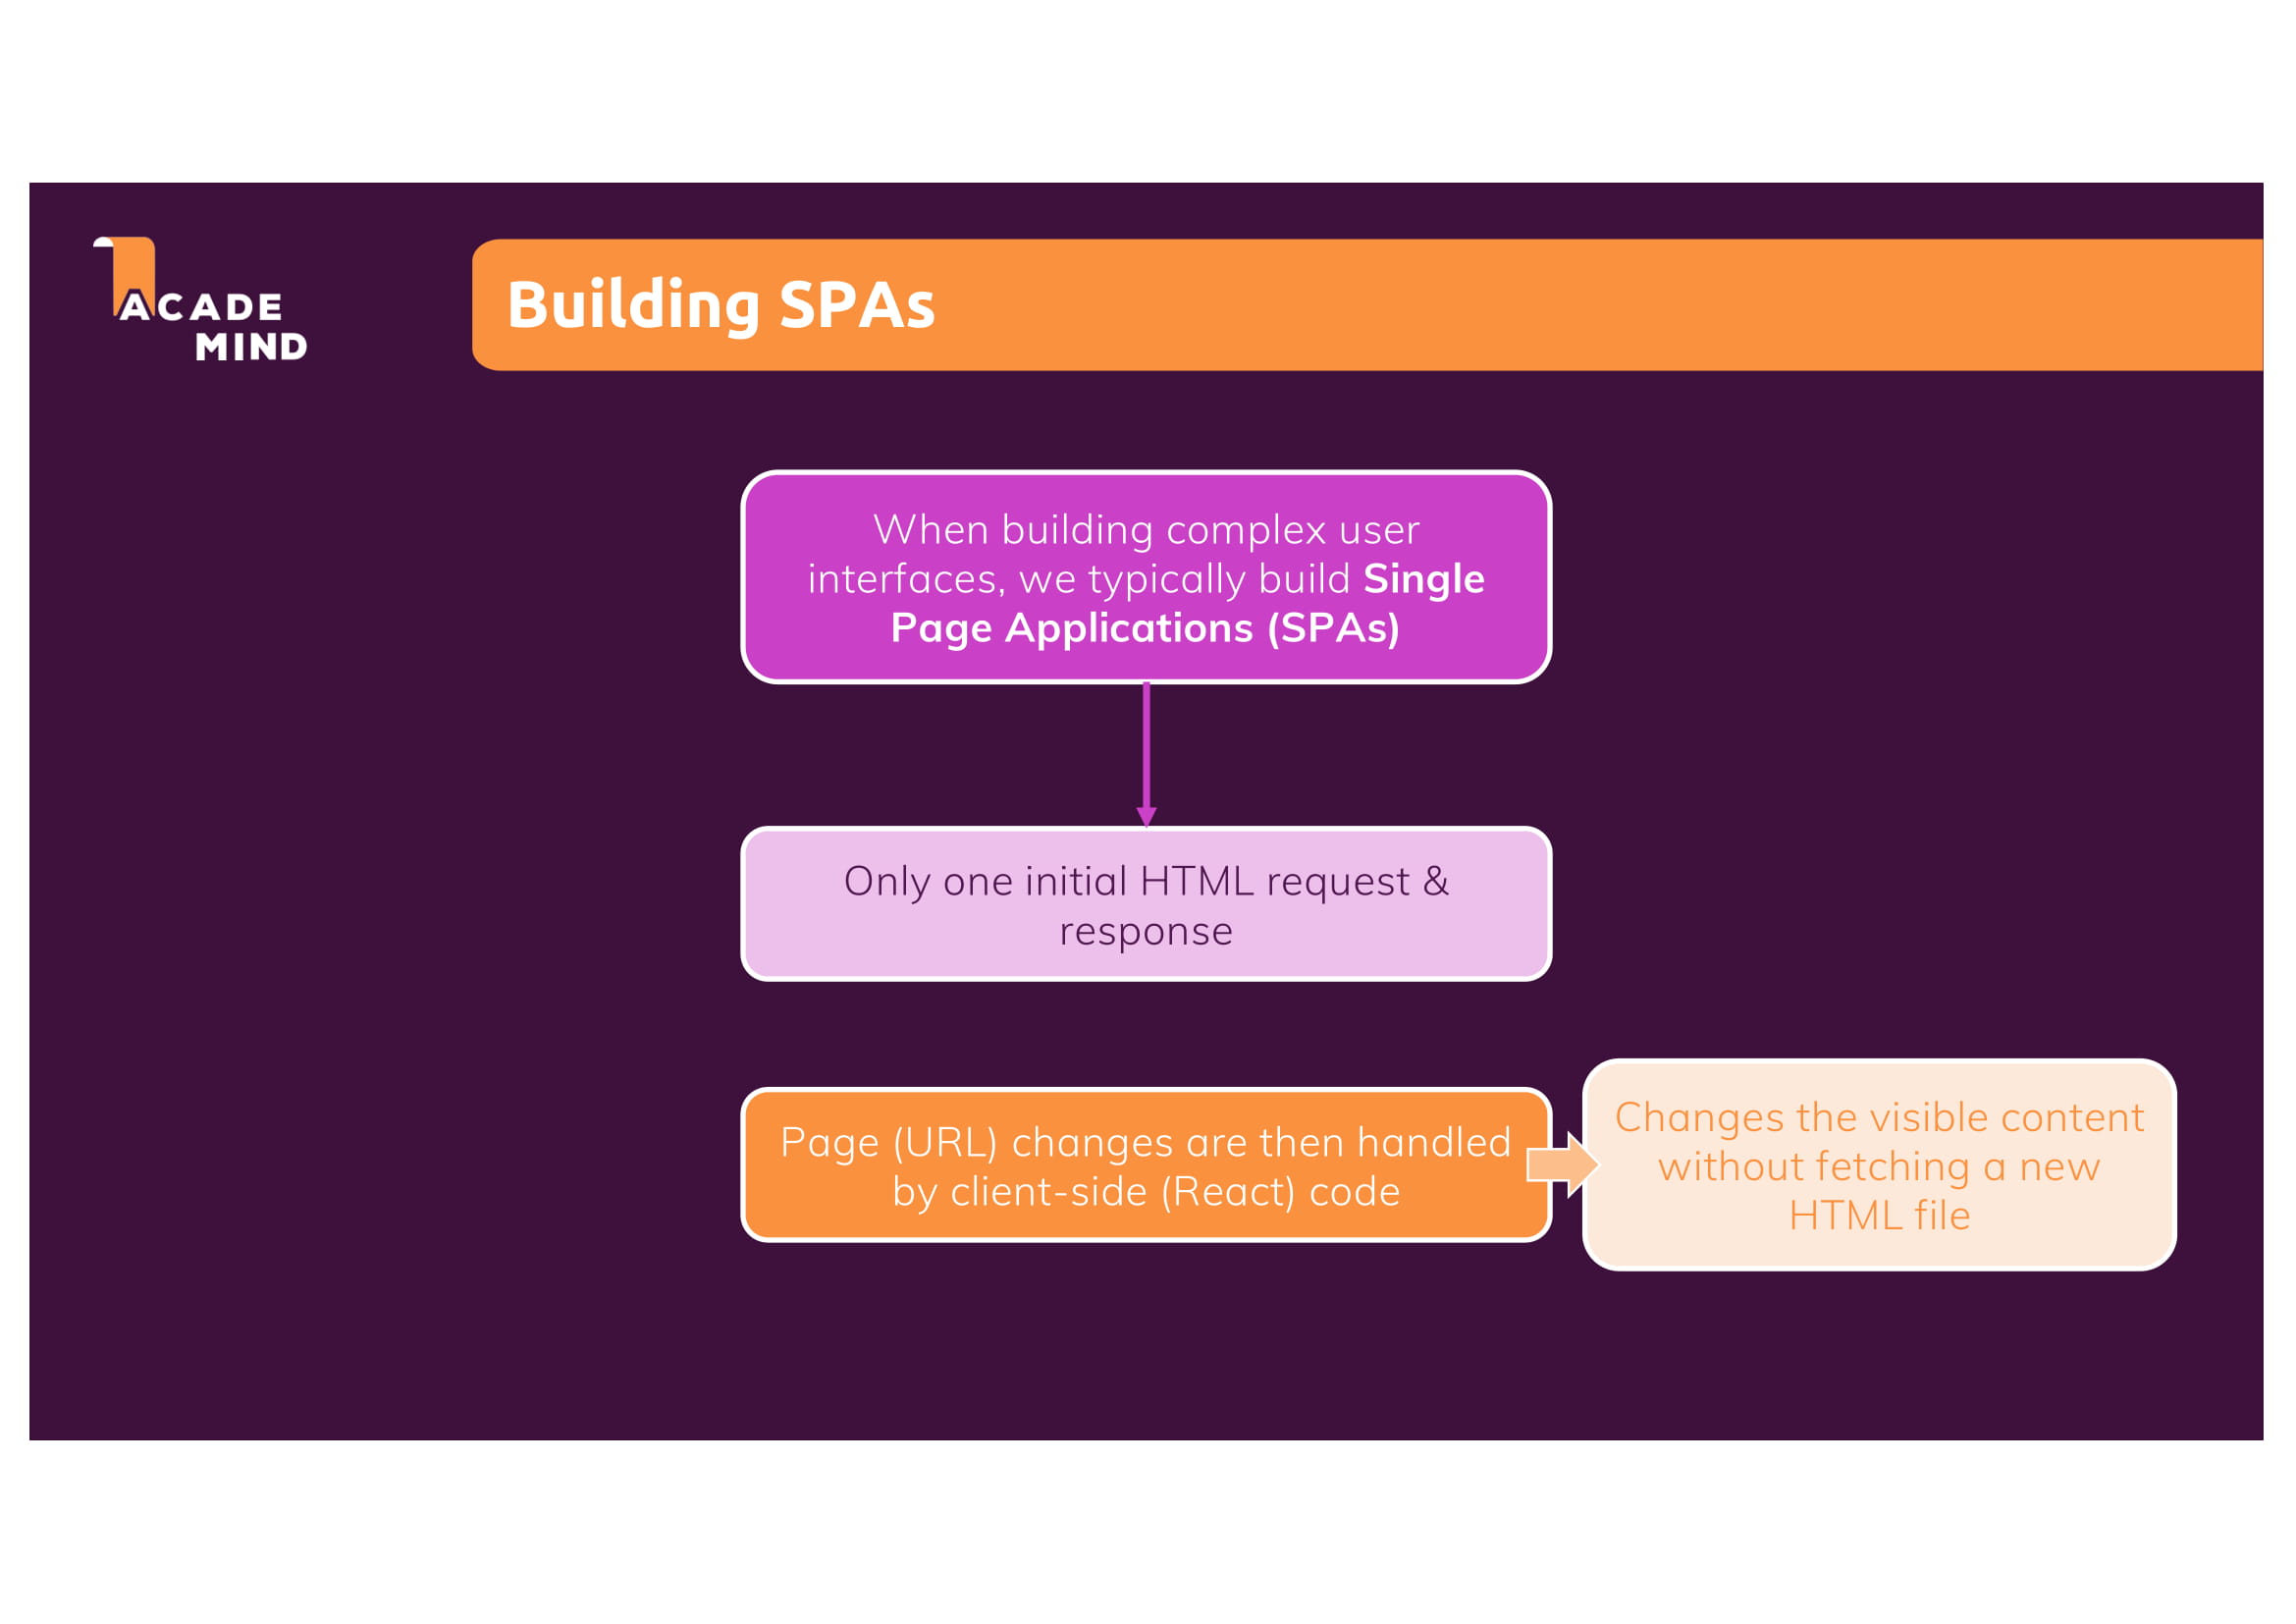 ACADE
MIND
Building SPAs
When building complex user
interfaces, we typically build Single
Page Applications (SPAs)
Only one initial HTML request &
response
Page (URL) changes are then handled
by client-side (React) code
Changes the visible content
without fetching a new
HTML file